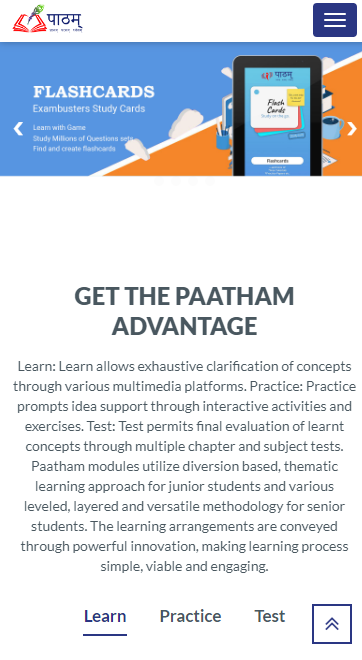 पाठम्
FLASHCARDS
Exambusters Study Cards
Learn with Game
Study Millions of Questions sets
Find and create flashcards
पाठम्
Flash
Cards
Study on the go
Flashcards
GET THE PAATHAM
ADVANTAGE
Learn: Learn allows exhaustive clarification of concepts
through various multimedia platforms. Practice: Practice
prompts idea support through interactive activities and
exercises. Test: Test permits final evaluation of learnt
concepts through multiple chapter and subject tests.
Paatham modules utilize diversion based, thematic
learning approach for junior students and various
leveled, layered and versatile methodology for senior
students. The learning arrangements are conveyed
through powerful innovation, making learning process
simple, viable and engaging.
Learn Practice Test